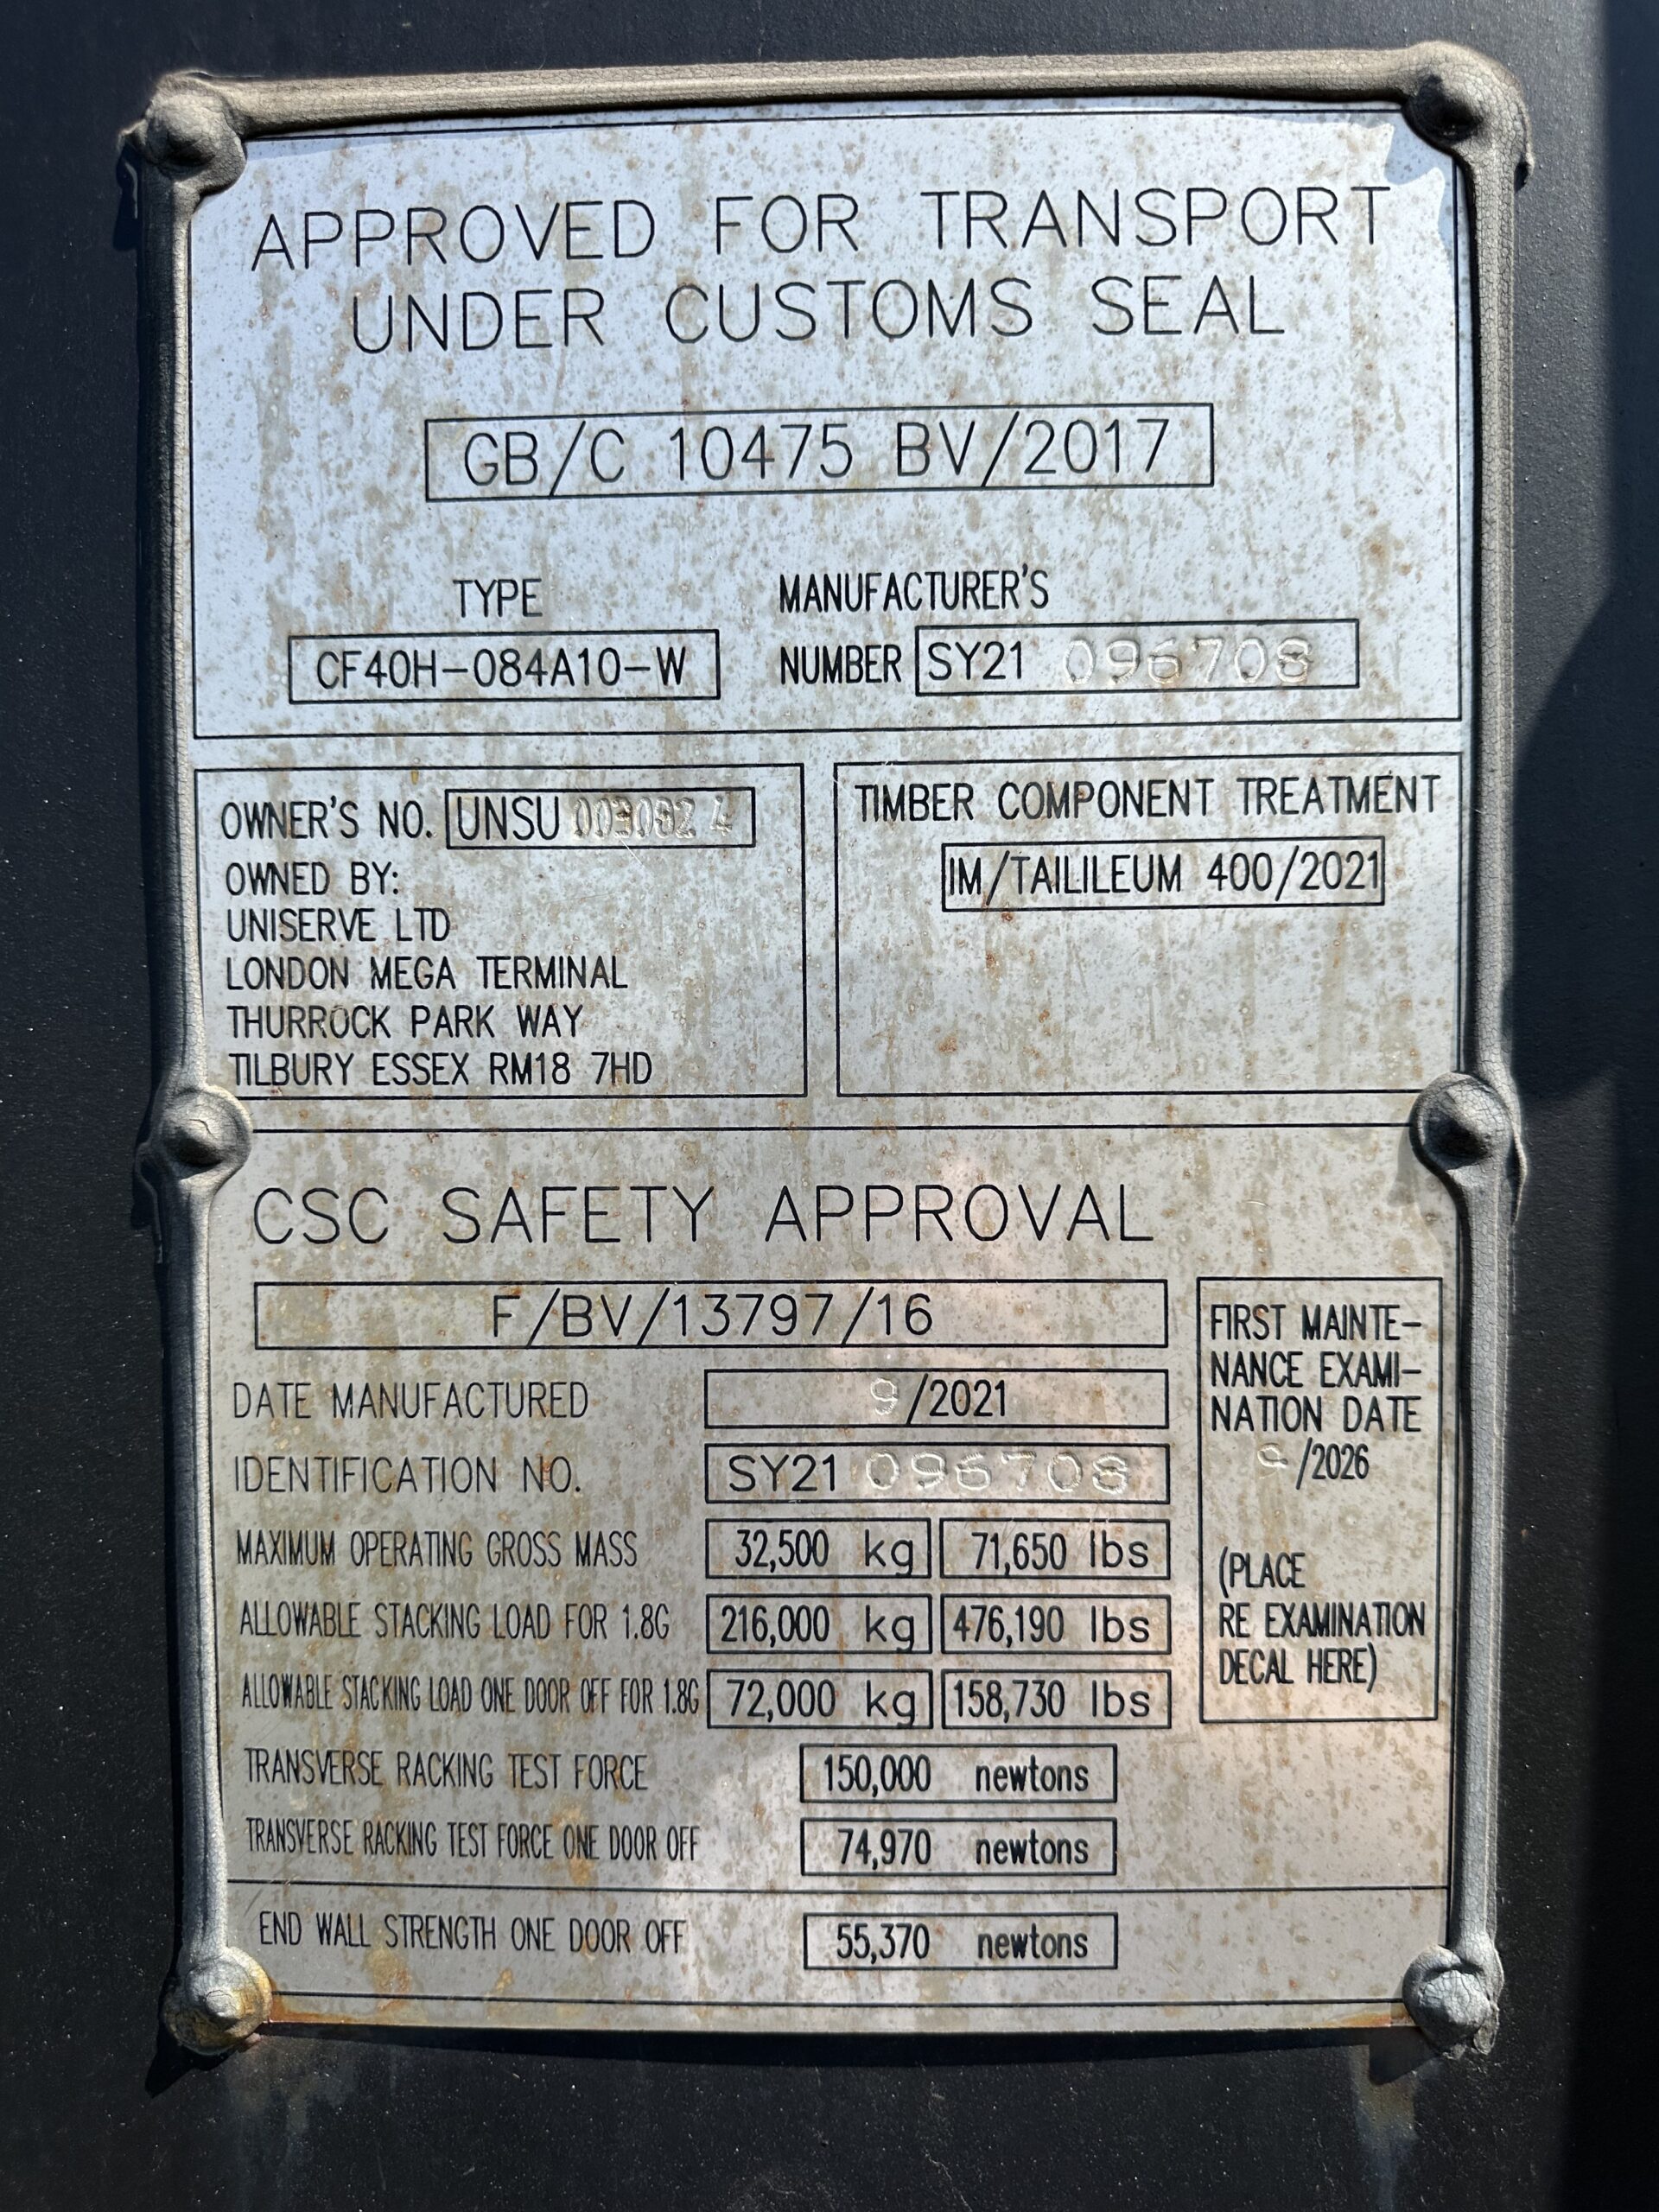 APPROVED FOR TRANSPORT
UNDER CUSTOMS SEAL
GB/C 10475 BV/2017
TYPE
CF40H-084A10-W
MANUFACTURER'S
NUMBER SY21 096708
OWNER'S NO. UNSU 003082 4
OWNED BY:
UNISERVE LTD
LONDON MEGA TERMINAL
THURROCK PARK WAY
TILBURY ESSEX RM18 7HD
TIMBER COMPONENT TREATMENT
IM/TAILILEUM 400/2021
CSC SAFETY APPROVAL
F/BV/13797/16
DATE MANUFACTURED 9/2021
IDENTIFICATION NO. SY21 096708
MAXIMUM OPERATING GROSS MASS 32,500 kg 71,650 lbs
ALLOWABLE STACKING LOAD FOR 1.8G 216,000 kg 476,190 lbs
ALLOWABLE STACKING LOAD ONE DOOR OFF FOR 1.8G 72,000 kg 158,730 lbs
TRANSVERSE RACKING TEST FORCE 150,000 newtons
TRANSVERSE RACKING TEST FORCE ONE DOOR OFF 74,970 newtons
END WALL STRENGTH ONE DOOR OFF 55,370 newtons
FIRST MAINTE-
NANCE EXAMI-
NATION DATE
9/2026
(PLACE
RE EXAMINATION
DECAL HERE)